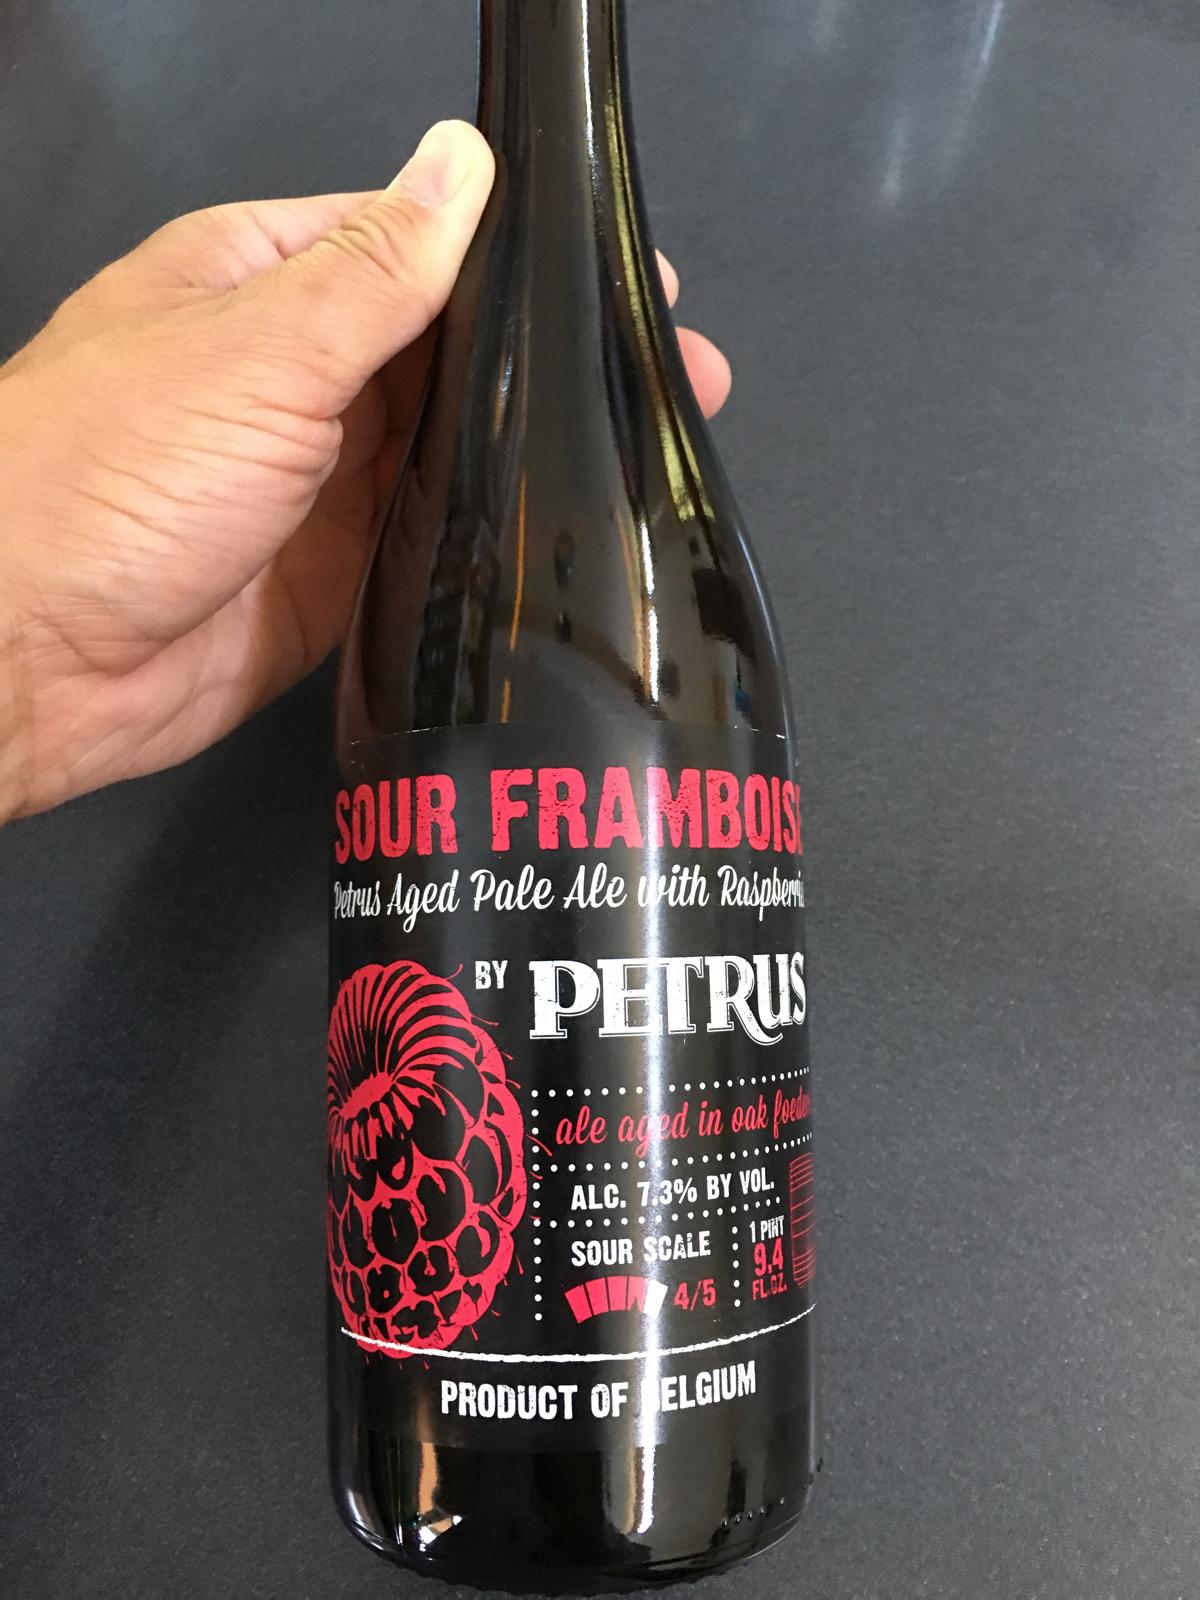 SOUR FRAMBOISE
Petrus Aged Pale Ale with Raspberri
BY PETRUS
ale aged in oak foeder
ALC. 7.3% BY VOL.
SOUR SCALE
4/5
1 PINT
9.4
FL.OZ.
PRODUCT OF BELGIUM